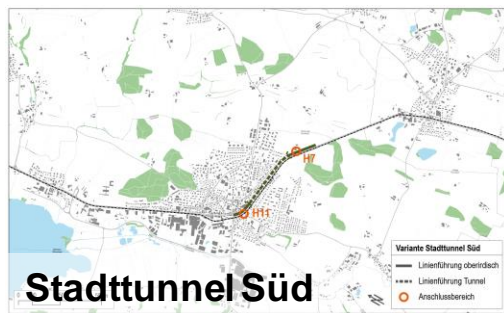 H7
H11
Variante Stadttunnel Süd
Linienführung oberirdisch
Linienführung Tunnel
Anschlussbereich
Stadttunnel Süd